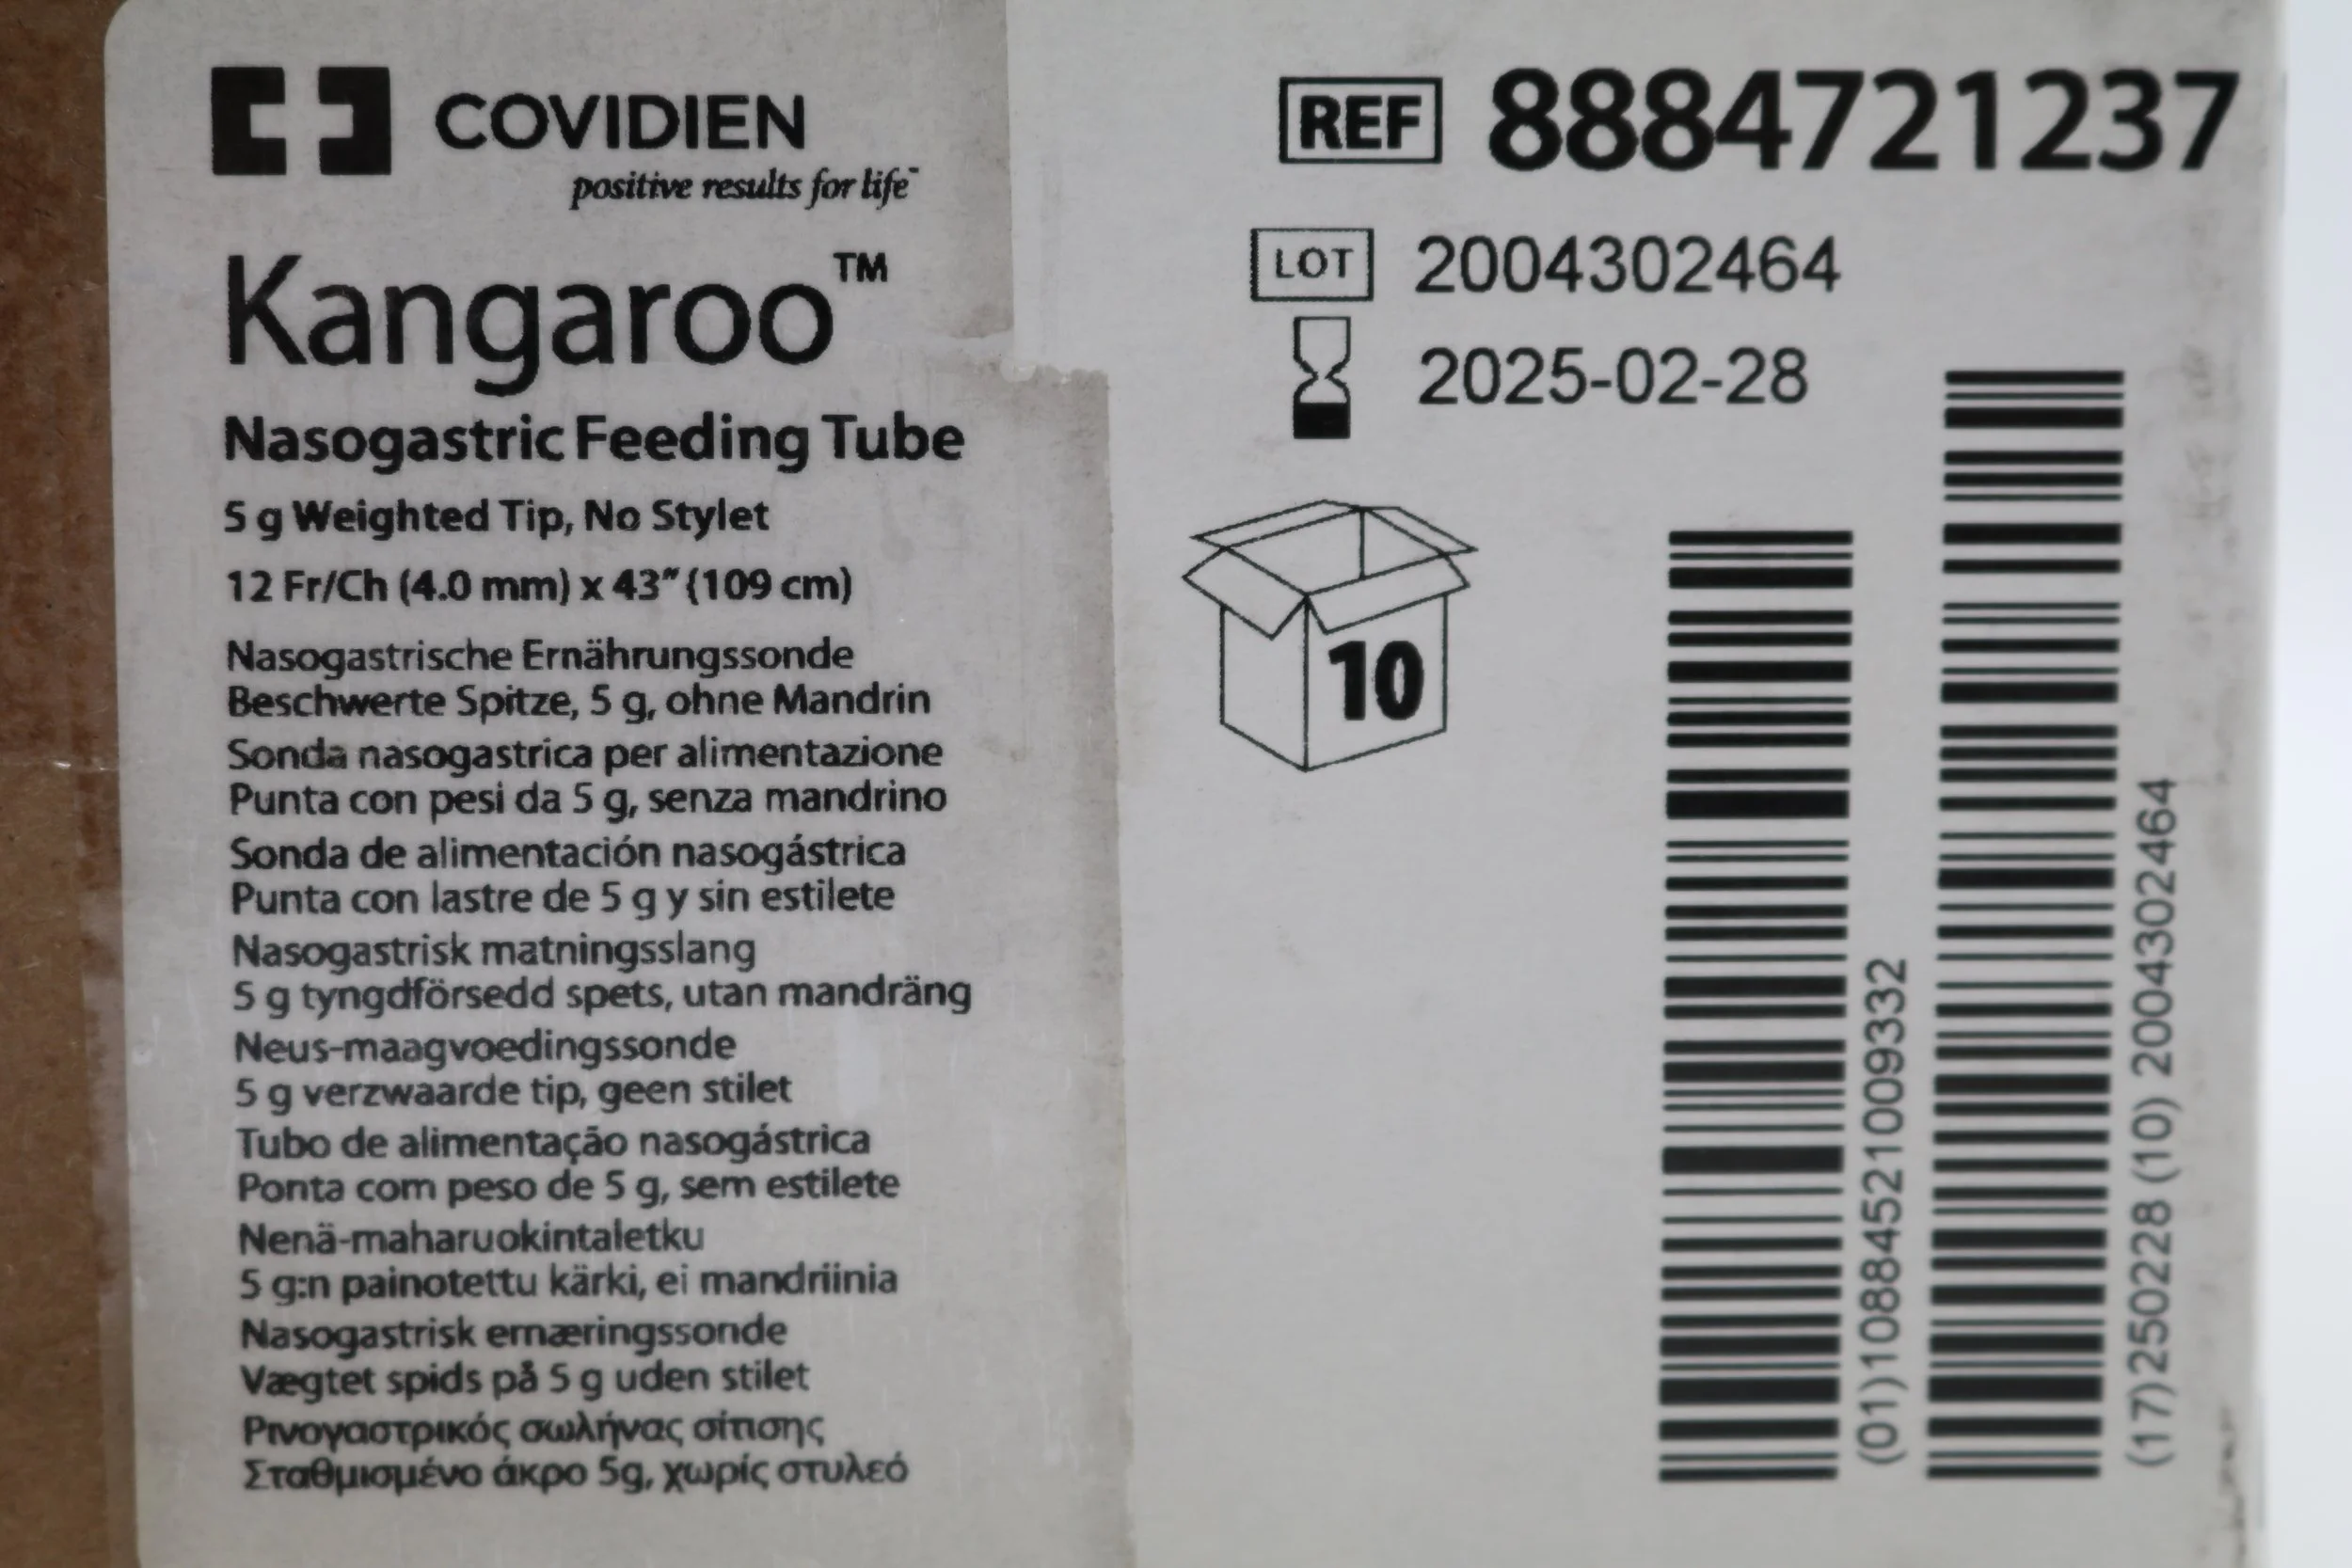 COVIDIEN
positive results for life™
Kangaroo™
Nasogastric Feeding Tube
5 g Weighted Tip, No Stylet
12 Fr/Ch (4.0 mm) x 43″ (109 cm)
Nasogastrische Ernährungssonde
Beschwerte Spitze, 5 g, ohne Mandrin
Sonda nasogastrica per alimentazione
Punta con pesi da 5 g, senza mandrino
Sonda de alimentación nasogástrica
Punta con lastre de 5 g y sin estilete
Nasogastrisk matningsslang
5 g tyngdförsedd spets, utan mandräng
Neus-maagvoedingssonde
5 g verzwaarde tip, geen stilet
Tubo de alimentação nasogástrica
Ponta com peso de 5 g, sem estilete
Nenä-maharuokintaletku
5 g:n painotettu kärki, ei mandriinia
Nasogastrisk ernæringssonde
Vægtet spids på 5 g uden stilet
Ρινογαστρικός σωλήνας σίτισης
Σταθμισμένο άκρο 5g, χωρίς στυλεό
REF 8884721237
LOT 2004302464
2025-02-28
10
(01)10884521009332
(17)250228 (10) 2004302464